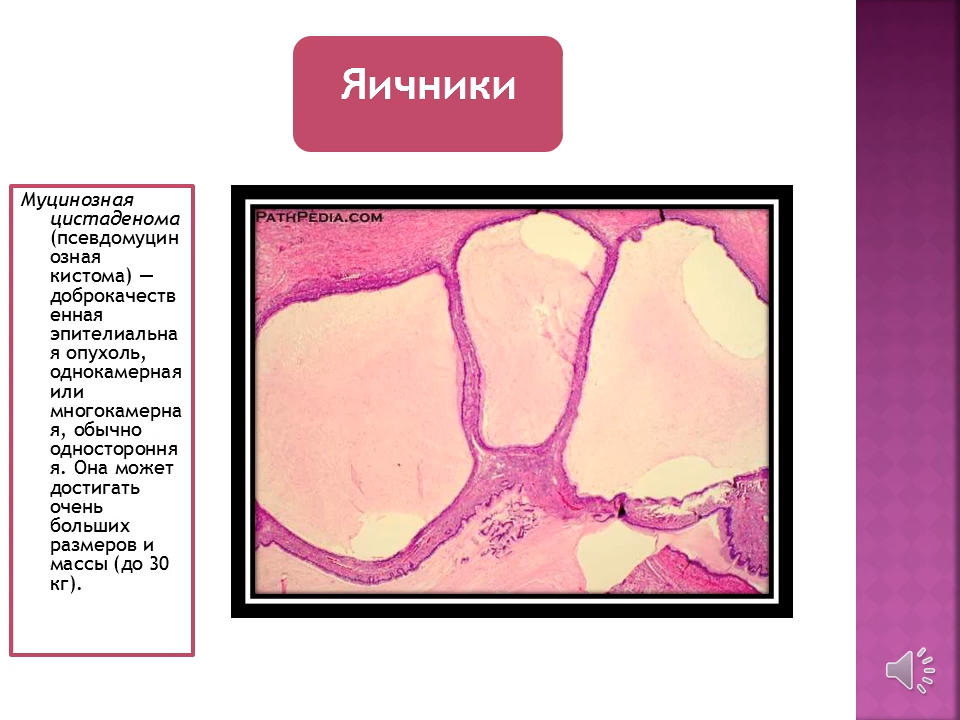 Яичники
Муцинозная
цистаденома
(псевдомуцин
озная
кистома) —
доброкачеств
енная
эпителиальна
я опухоль,
однокамерная
или
многокамерна
я, обычно
одностороння
я. Она может
достигать
очень
больших
размеров и
массы (до 30
кг).
PATHPEDIA.COM